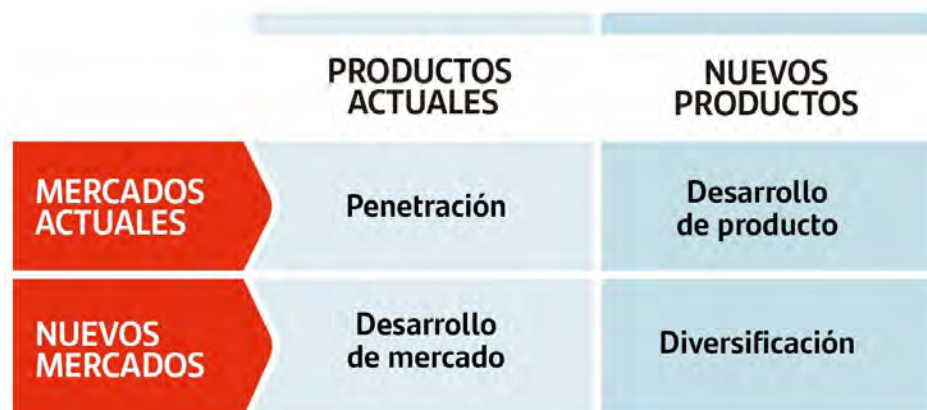 PRODUCTOS
ACTUALES
NUEVOS
PRODUCTOS
MERCADOS
ACTUALES
Penetración
Desarrollo
de producto
NUEVOS
MERCADOS
Desarrollo
de mercado
Diversificación